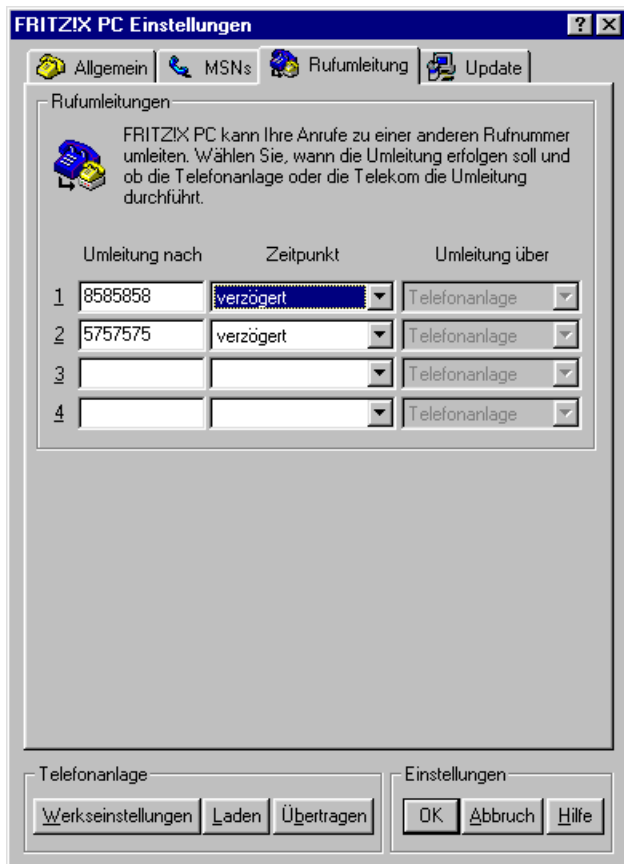 FRITZ!X PC Einstellungen
Allgemein MSNs Rufumleitung Update
Rufumleitungen
FRITZ!X PC kann Ihre Anrufe zu einer anderen Rufnummer
umleiten. Wählen Sie, wann die Umleitung erfolgen soll und
ob die Telefonanlage oder die Telekom die Umleitung
durchführt.
Umleitung nach Zeitpunkt Umleitung über
1 8585858 verzögert Telefonanlage
2 5757575 verzögert Telefonanlage
3 Telefonanlage
4 Telefonanlage
Telefonanlage Einstellungen
Werkseinstellungen Laden Übertragen OK Abbruch Hilfe